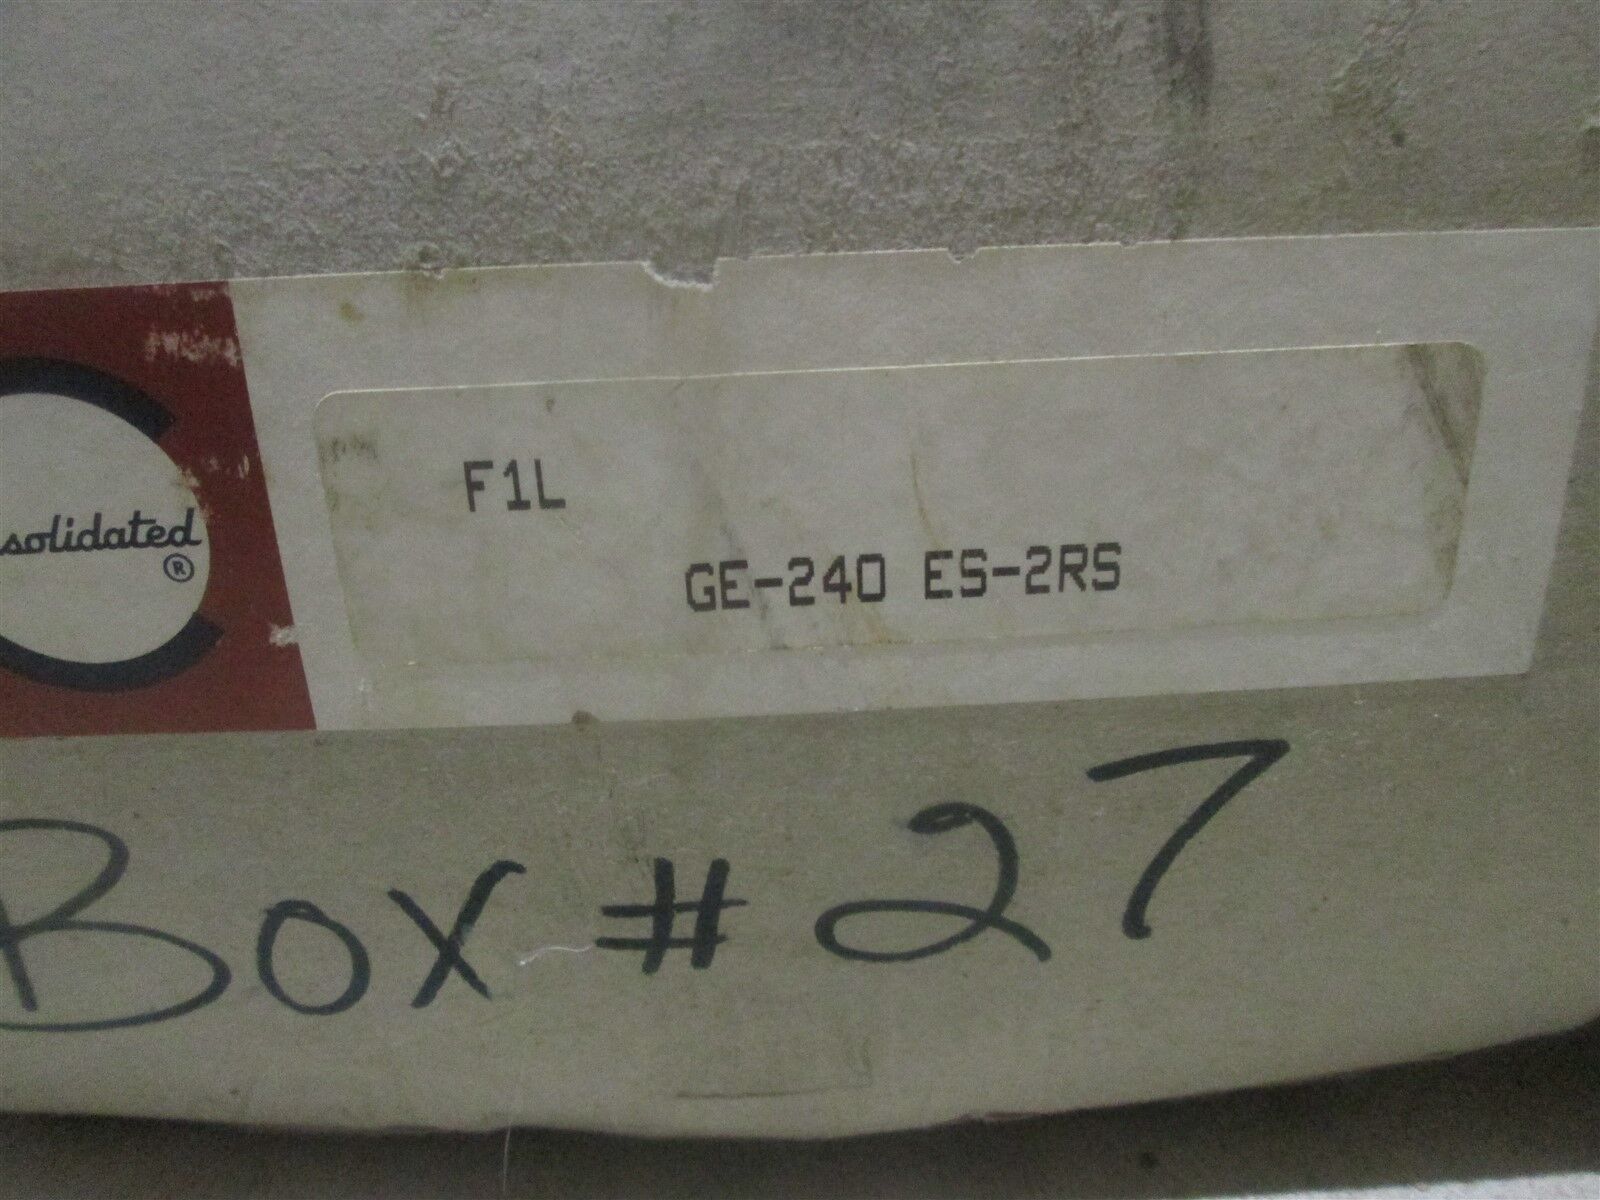 solidated
®
F1L
GE-240 ES-2RS
Box # 27